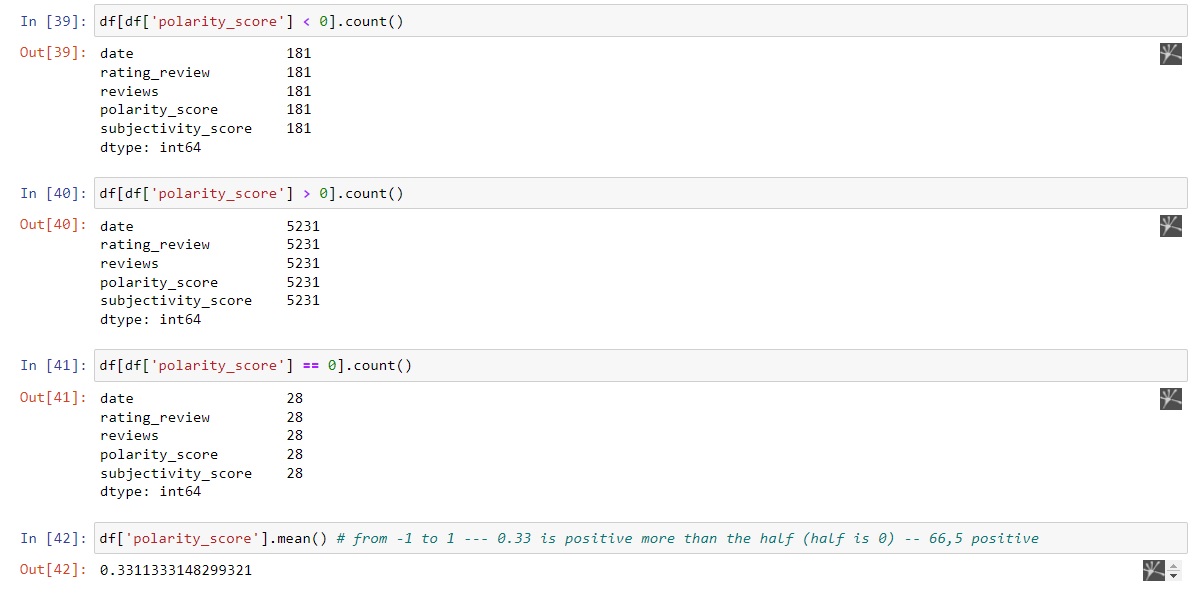 In [39]: df[df['polarity_score'] < 0].count()
Out[39]: date 181
rating_review 181
reviews 181
polarity_score 181
subjectivity_score 181
dtype: int64
In [40]: df[df['polarity_score'] > 0].count()
Out[40]: date 5231
rating_review 5231
reviews 5231
polarity_score 5231
subjectivity_score 5231
dtype: int64
In [41]: df[df['polarity_score'] == 0].count()
Out[41]: date 28
rating_review 28
reviews 28
polarity_score 28
subjectivity_score 28
dtype: int64
In [42]: df['polarity_score'].mean() # from -1 to 1 --- 0.33 is positive more than the half (half is 0) -- 66,5 positive
Out[42]: 0.3311333148299321